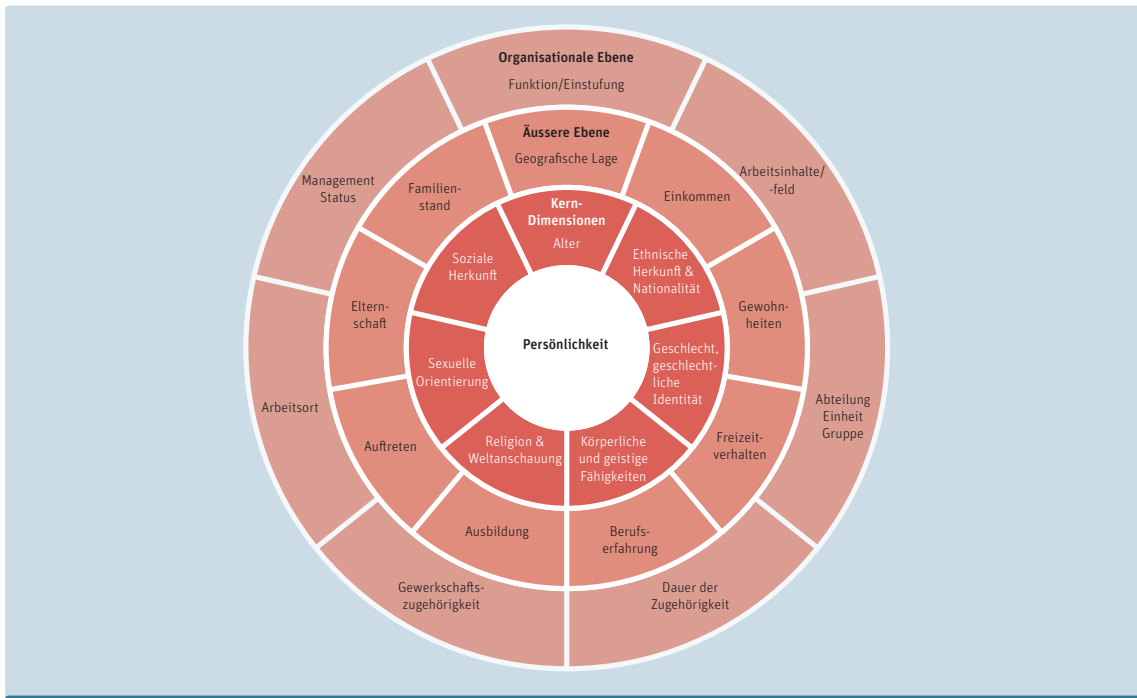 Organisationale Ebene
Funktion/Einstufung
Äussere Ebene
Geografische Lage
Kern-
Dimensionen
Alter
Persönlichkeit
Ethnische
Herkunft &
Nationalität
Geschlecht,
geschlecht-
liche
Identität
Körperliche
und geistige
Fähigkeiten
Religion &
Weltanschauung
Sexuelle
Orientierung
Soziale
Herkunft
Einkommen
Gewohn-
heiten
Freizeit-
verhalten
Berufs-
erfahrung
Ausbildung
Auftreten
Eltern-
schaft
Familien-
stand
Arbeitsinhalte/
-feld
Abteilung
Einheit
Gruppe
Dauer der
Zugehörigkeit
Gewerkschafts-
zugehörigkeit
Arbeitsort
Management
Status